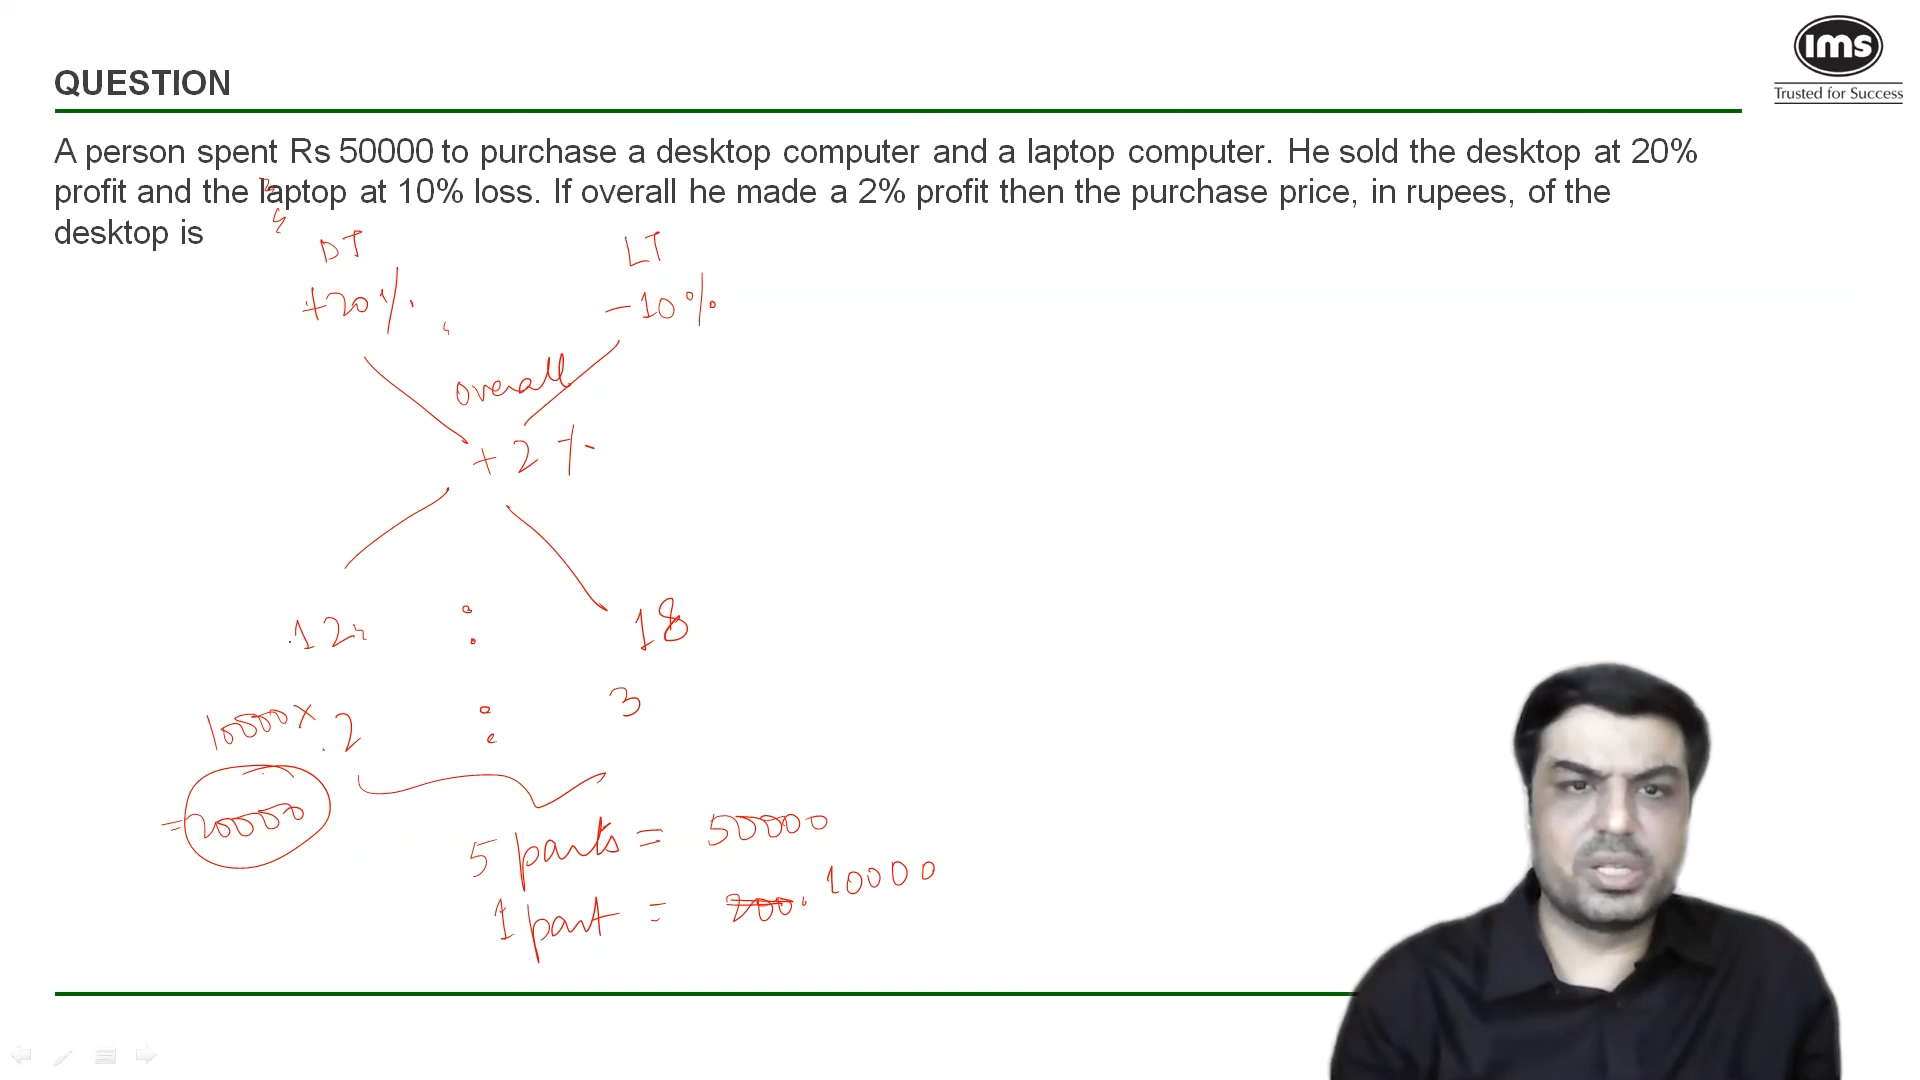 ims
Trusted for Success
QUESTION
A person spent Rs 50000 to purchase a desktop computer and a laptop computer. He sold the desktop at 20%
profit and the laptop at 10% loss. If overall he made a 2% profit then the purchase price, in rupees, of the
desktop is
DT LT
+20% -10%
overall
+2%
12 : 18
10000 x 2 : 3
= 20000
5 parts = 50000
1 part = 10000